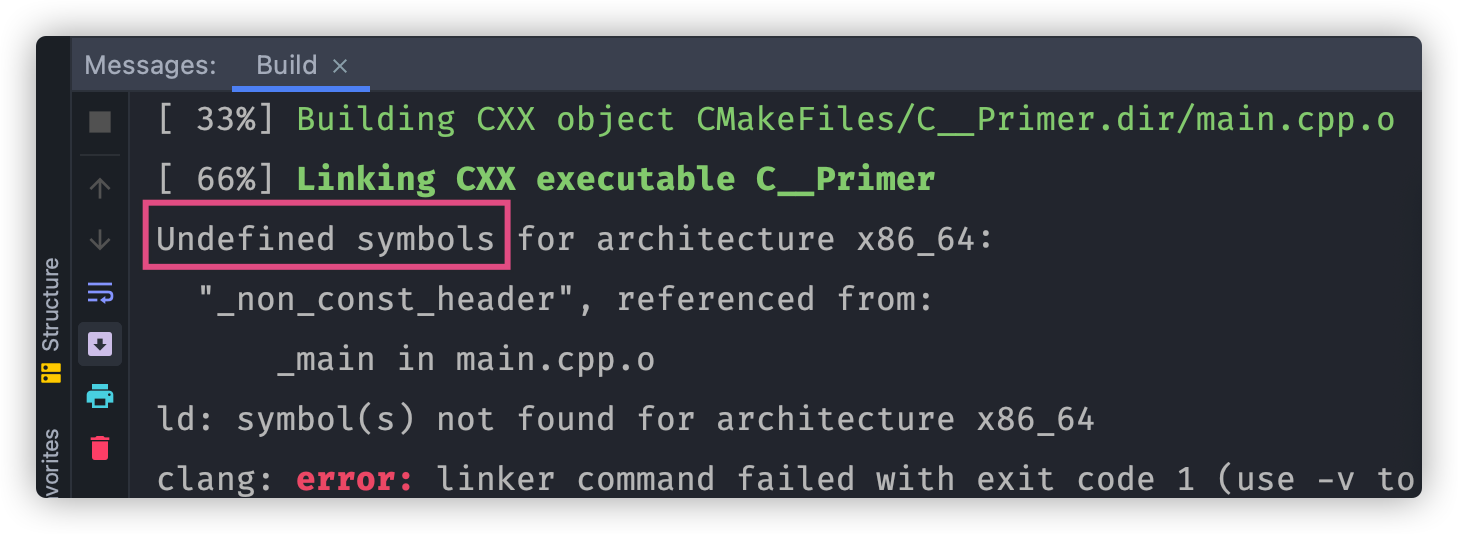 Messages: Build ×
[ 33%] Building CXX object CMakeFiles/C__Primer.dir/main.cpp.o
[ 66%] Linking CXX executable C__Primer
Undefined symbols for architecture x86_64:
"_non_const_header", referenced from:
_main in main.cpp.o
ld: symbol(s) not found for architecture x86_64
clang: error: linker command failed with exit code 1 (use -v to
Structure
vorites